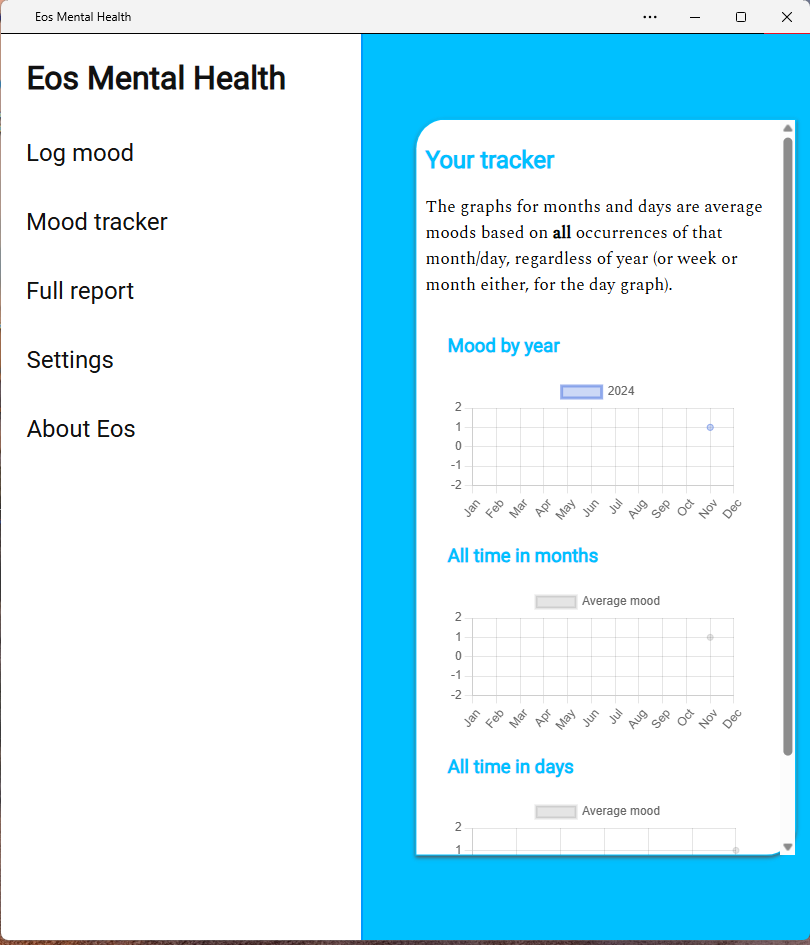 Eos Mental Health
Eos Mental Health
Log mood
Mood tracker
Full report
Settings
About Eos
Your tracker
The graphs for months and days are average
moods based on all occurrences of that
month/day, regardless of year (or week or
month either, for the day graph).
Mood by year
2024
2
1
0
-1
-2
Jan Feb Mar Apr May Jun Jul Aug Sep Oct Nov Dec
All time in months
Average mood
2
1
0
-1
-2
Jan Feb Mar Apr May Jun Jul Aug Sep Oct Nov Dec
All time in days
Average mood
2
1